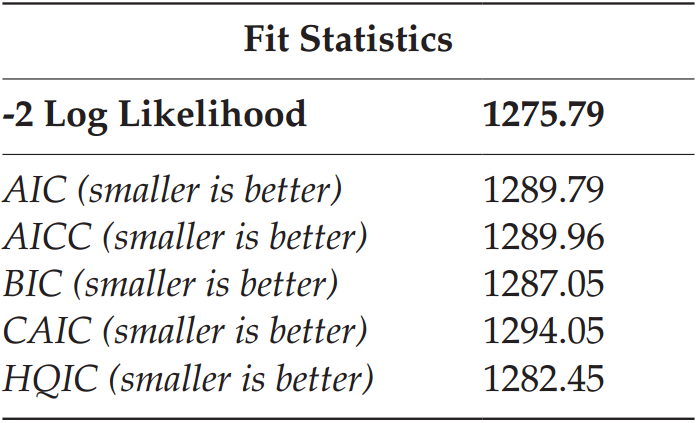 Fit Statistics
-2 Log Likelihood 1275.79
AIC (smaller is better) 1289.79
AICC (smaller is better) 1289.96
BIC (smaller is better) 1287.05
CAIC (smaller is better) 1294.05
HQIC (smaller is better) 1282.45